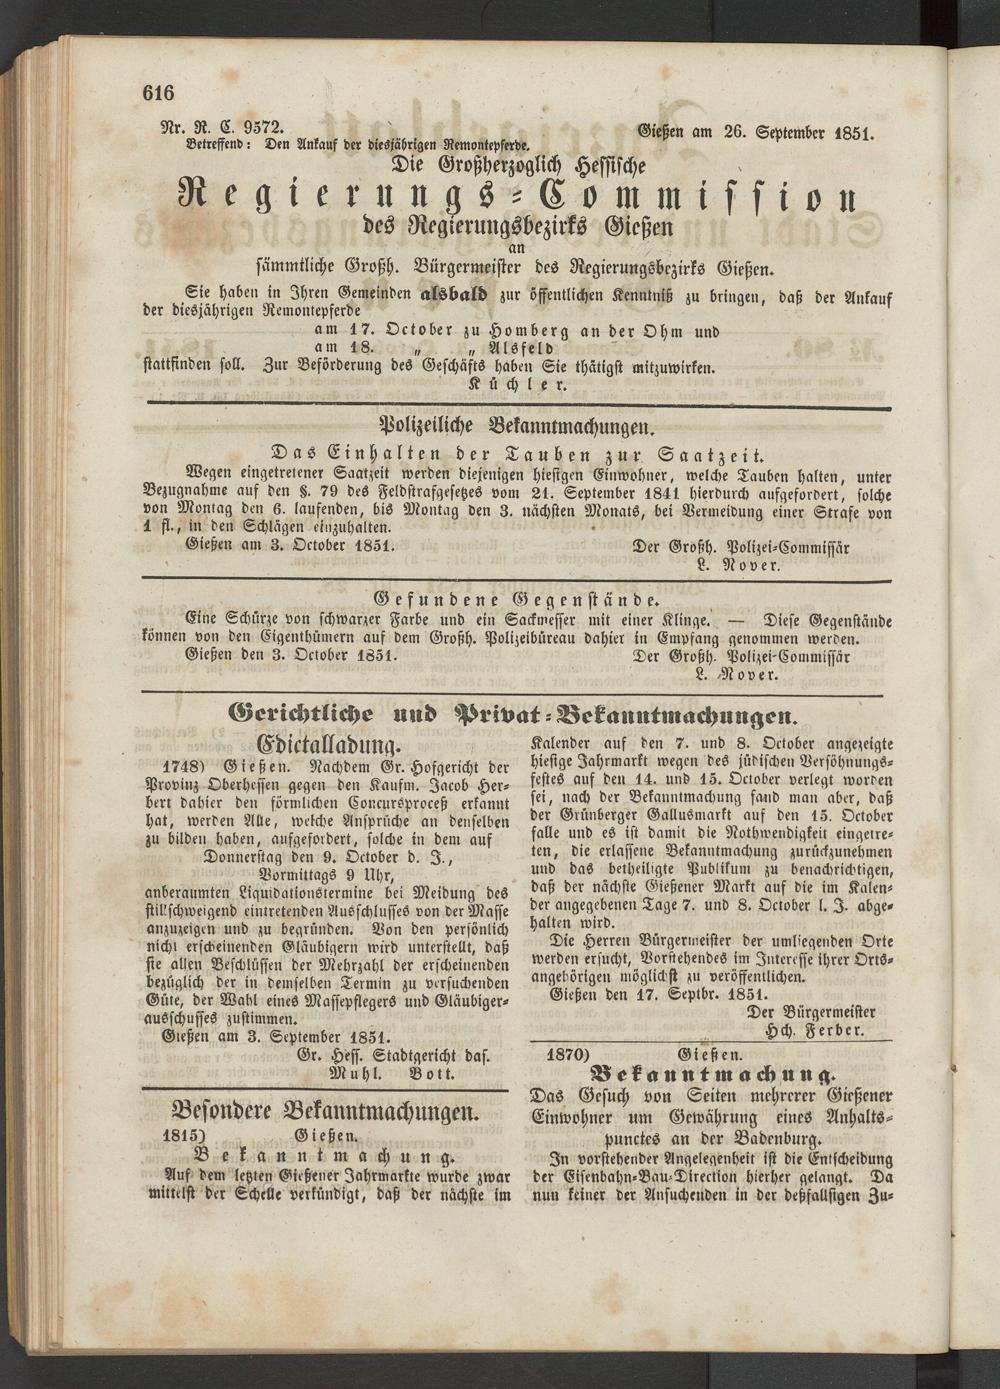 616
Nr. R. C. 9572.
Gießen am 26. September 1851.
Betreffend: Den Ankauf der diesjährigen Remontepferde.
Die Großherzoglich Hessische
Regierungs-Commission
des Regierungsbezirks Gießen
an
sämmtliche Großh. Bürgermeister des Regierungsbezirks Gießen.
Sie haben in Ihren Gemeinden alsbald zur öffentlichen Kenntniß zu bringen, daß der Ankauf
der diesjährigen Remontepferde
am 17. October zu Homberg an der Ohm und
am 18. „ „ Alsfeld
stattfinden soll. Zur Beförderung des Geschäfts haben Sie thätigst mitzuwirken.
Küchler.
Polizeiliche Bekanntmachungen.
Das Einhalten der Tauben zur Saatzeit.
Wegen eingetretener Saatzeit werden diejenigen hiesigen Einwohner, welche Tauben halten, unter
Bezugnahme auf den §. 79 des Feldstrafgesetzes vom 21. September 1841 hierdurch aufgefordert, solche
von Montag den 6. laufenden, bis Montag den 3. nächsten Monats, bei Vermeidung einer Strafe von
1 fl., in den Schlägen einzuhalten.
Gießen am 3. October 1851.
Der Großh. Polizei-Commissär
L. Nover.
Gefundene Gegenstände.
Eine Schürze von schwarzer Farbe und ein Sackmesser mit einer Klinge. — Diese Gegenstände
können von den Eigenthümern auf dem Großh. Polizeibüreau dahier in Empfang genommen werden.
Gießen den 3. October 1851.
Der Großh. Polizei-Commissär
L. Nover.
Gerichtliche und Privat-Bekanntmachungen.
Edictalladung.
1748) Gießen. Nachdem Gr. Hofgericht der
Provinz Oberhessen gegen den Kaufm. Jacob Her-
bert dahier den förmlichen Concursproceß erkannt
hat, werden Alle, welche Ansprüche an denselben
zu bilden haben, aufgefordert, solche in dem auf
Donnerstag den 9. October d. J.,
Vormittags 9 Uhr,
anberaumten Liquidationstermine bei Meidung des
stillschweigend eintretenden Ausschlusses von der Masse
anzuzeigen und zu begründen. Von den persönlich
nicht erscheinenden Gläubigern wird unterstellt, daß
sie allen Beschlüssen der Mehrzahl der erscheinenden
bezüglich der in demselben Termin zu versuchenden
Güte, der Wahl eines Massepflegers und Gläubiger-
ausschusses zustimmen.
Gießen am 3. September 1851.
Gr. Hess. Stadtgericht das.
Muhl. Bott.
Besondere Bekanntmachungen.
1815) Gießen.
Bekanntmachung.
Auf dem letzten Gießener Jahrmarkte wurde zwar
mittelst der Schelle verkündigt, daß der nächste im
Kalender auf den 7. und 8. October angezeigte
hiesige Jahrmarkt wegen des jüdischen Versöhnungs-
festes auf den 14. und 15. October verlegt worden
sei, nach der Bekanntmachung fand man aber, daß
der Grünberger Gallusmarkt auf den 15. October
falle und es ist damit die Nothwendigkeit eingetre-
ten, die erlassene Bekanntmachung zurückzunehmen
und das betheiligte Publikum zu benachrichtigen,
daß der nächste Gießener Markt auf die im Kalen-
der angegebenen Tage 7. und 8. October l. J. abge-
halten wird.
Die Herren Bürgermeister der umliegenden Orte
werden ersucht, Vorstehendes im Interesse ihrer Orts-
angehörigen möglichst zu veröffentlichen.
Gießen den 17. Septbr. 1851.
Der Bürgermeister
Hch. Ferber.
1870) Gießen.
Bekanntmachung.
Das Gesuch von Seiten mehrerer Gießener
Einwohner um Gewährung eines Anhalts-
punctes an der Badenburg.
In vorstehender Angelegenheit ist die Entscheidung
der Eisenbahn-Bau-Direction hierher gelangt. Da
nun keiner der Ansuchenden in der deßfallsigen Zu-